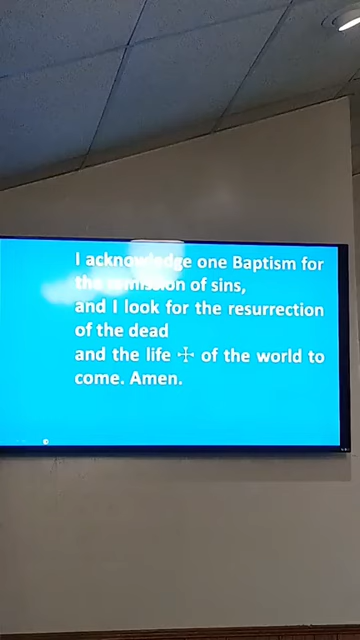 I acknowledge one Baptism for
the remission of sins,
and I look for the resurrection
of the dead
and the life ☩ of the world to
come. Amen.